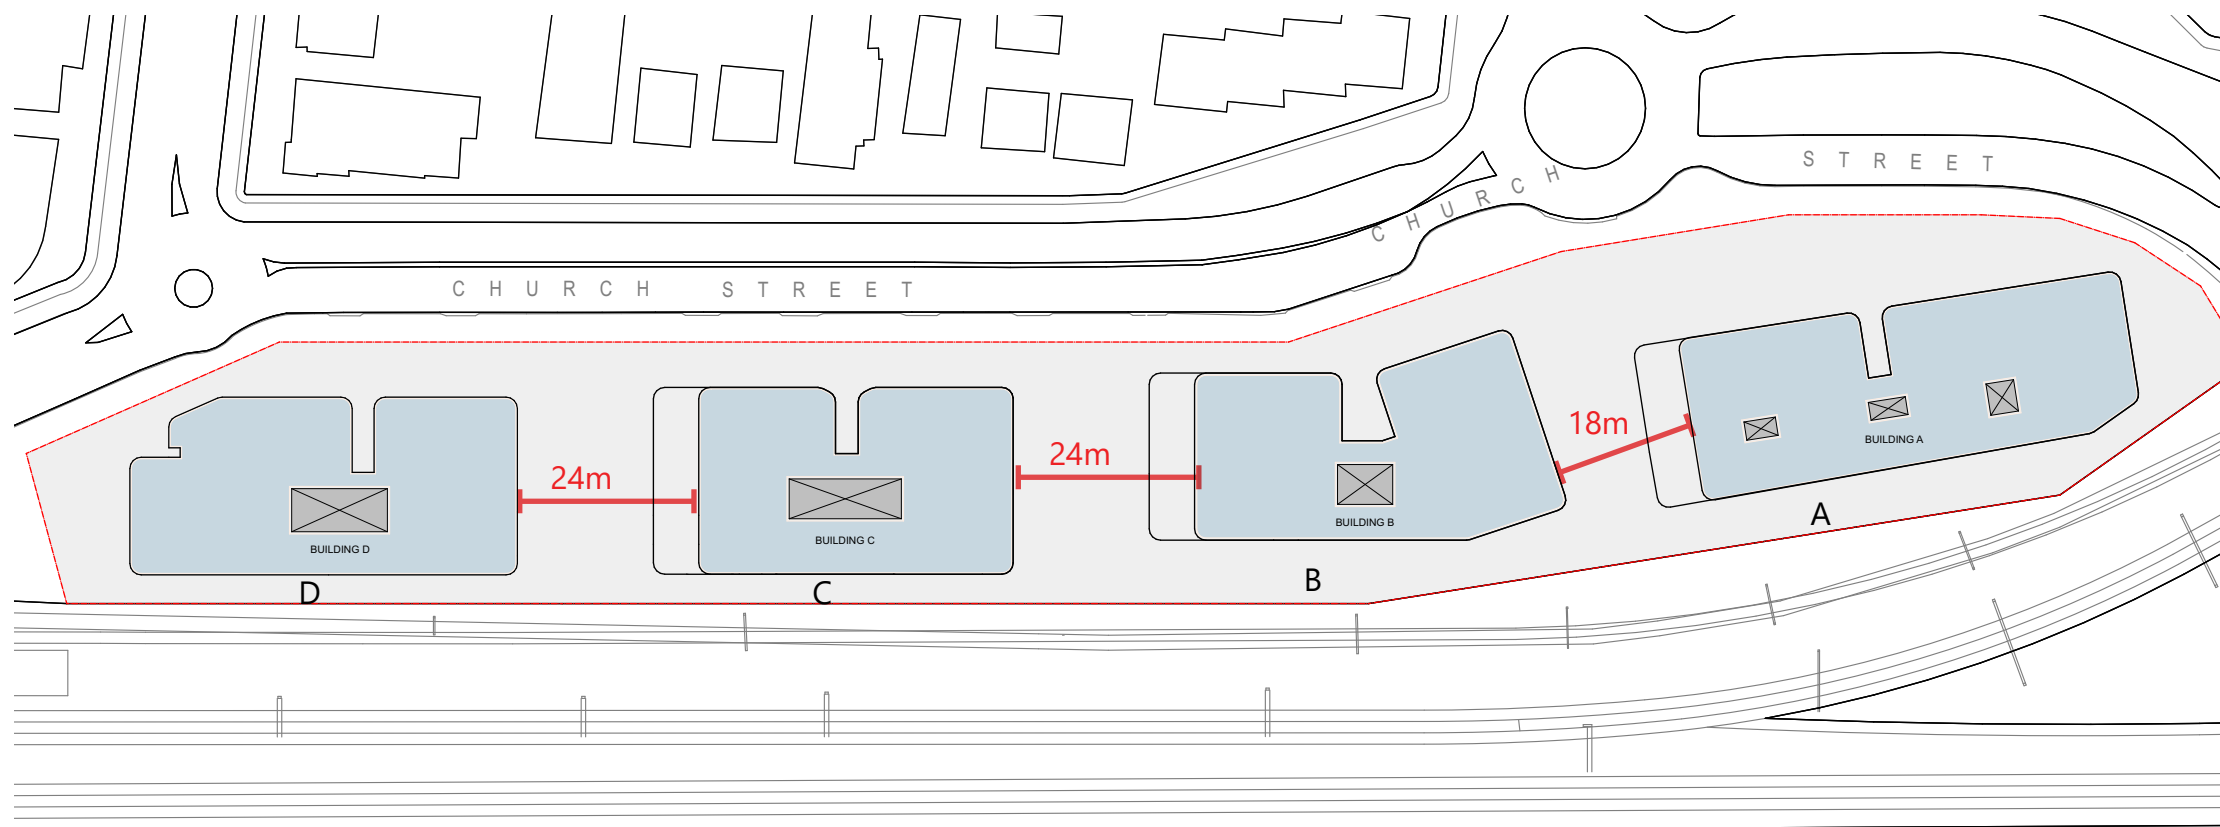 STREET
CHURCH
CHURCH STREET
18m
24m
24m
BUILDING A
BUILDING B
BUILDING C
BUILDING D
A
B
C
D